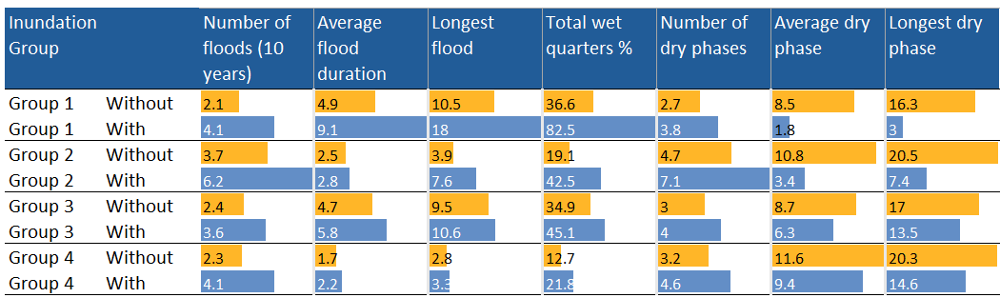 Inundation Group Number of floods (10 years) Average flood duration Longest flood Total wet quarters % Number of dry phases Average dry phase Longest dry phase
Group 1 Without 2.1 4.9 10.5 36.6 2.7 8.5 16.3
Group 1 With 4.1 9.1 18 82.5 3.8 1.8 3
Group 2 Without 3.7 2.5 3.9 19.1 4.7 10.8 20.5
Group 2 With 6.2 2.8 7.6 42.5 7.1 3.4 7.4
Group 3 Without 2.4 4.7 9.5 34.9 3 8.7 17
Group 3 With 3.6 5.8 10.6 45.1 4 6.3 13.5
Group 4 Without 2.3 1.7 2.8 12.7 3.2 11.6 20.3
Group 4 With 4.1 2.2 3.3 21.8 4.6 9.4 14.6